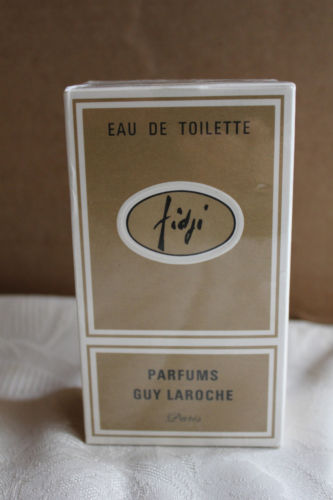 EAU DE TOILETTE
fidji
PARFUMS
GUY LAROCHE
Paris